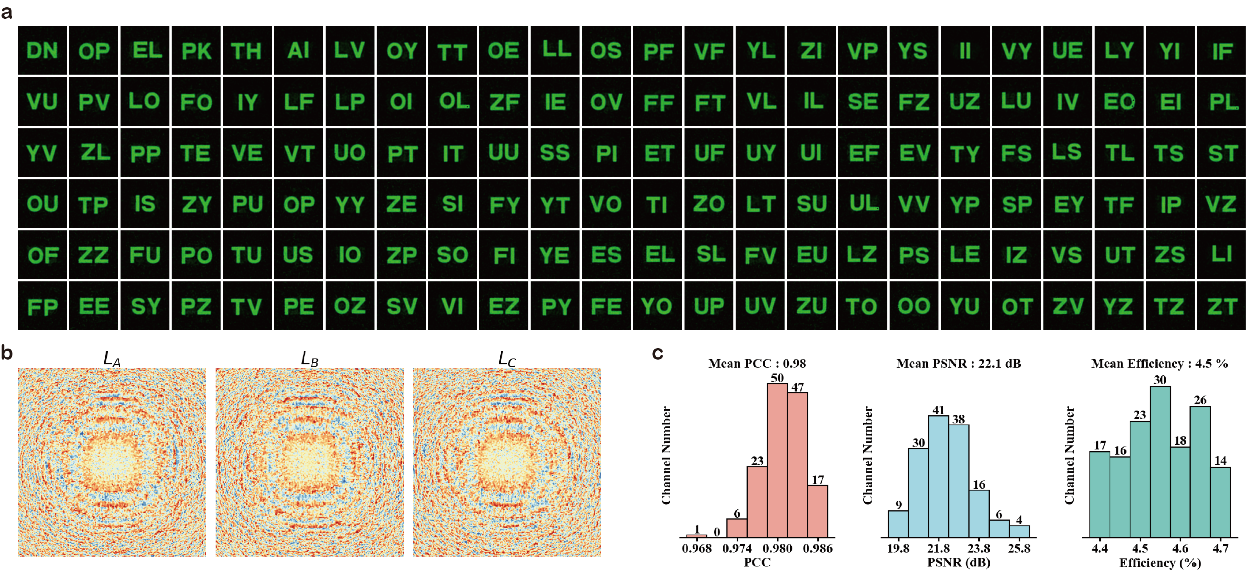 a
DN OP EL PK TH AI LV OY TT OE LL OS PF VF YL ZI VP YS II VY UE LY YI IF
VU PV LO FO IY LF LP OI OL ZF IE OV FF FT VL IL SE FZ UZ LU IV EO EI PL
YV ZL PP TE VE VT UO PT IT UU SS PI ET UF UY UI EF EV TY FS LS TL TS ST
OU TP IS ZY PU OP YY ZE SI FY YT VO TI ZO LT SU UL VV YP SP EY TF IP VZ
OF ZZ FU PO TU US IO ZP SO FI YE ES EL SL FV EU LZ PS LE IZ VS UT ZS LI
FP EE SY PZ TV PE OZ SV VI EZ PY FE YO UP UV ZU TO OO YU OT ZV YZ TZ ZT
b
L_A L_B L_C
c
Mean PCC : 0.98
Channel Number
1 0 6 23 50 47 17
0.968 0.974 0.980 0.986
PCC
Mean PSNR : 22.1 dB
Channel Number
9 30 41 38 16 6 4
19.8 21.8 23.8 25.8
PSNR (dB)
Mean Efficiency : 4.5 %
Channel Number
17 16 23 30 18 26 14
4.4 4.5 4.6 4.7
Efficiency (%)